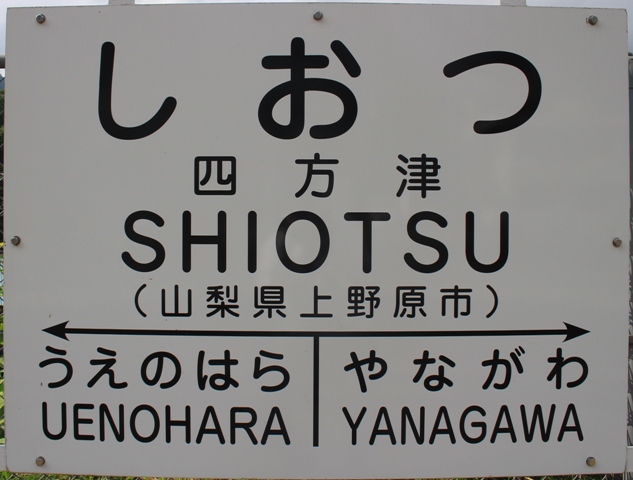 しおつ
四方津
SHIOTSU
（山梨県上野原市）
うえのはら やながわ
UENOHARA YANAGAWA